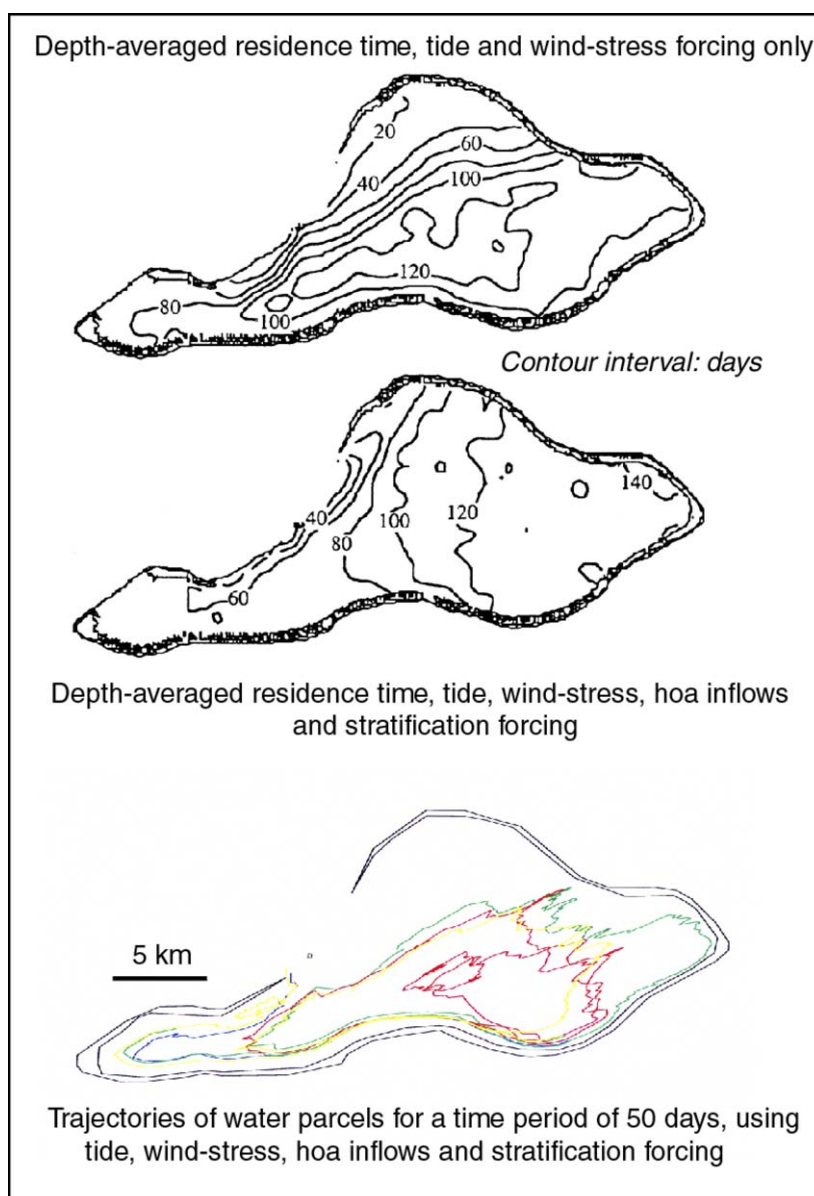 Depth-averaged residence time, tide and wind-stress forcing only
20
60
40
100
80
120
100
Contour interval: days
140
40
100
120
80
60
Depth-averaged residence time, tide, wind-stress, hoa inflows
and stratification forcing
5 km
Trajectories of water parcels for a time period of 50 days, using
tide, wind-stress, hoa inflows and stratification forcing